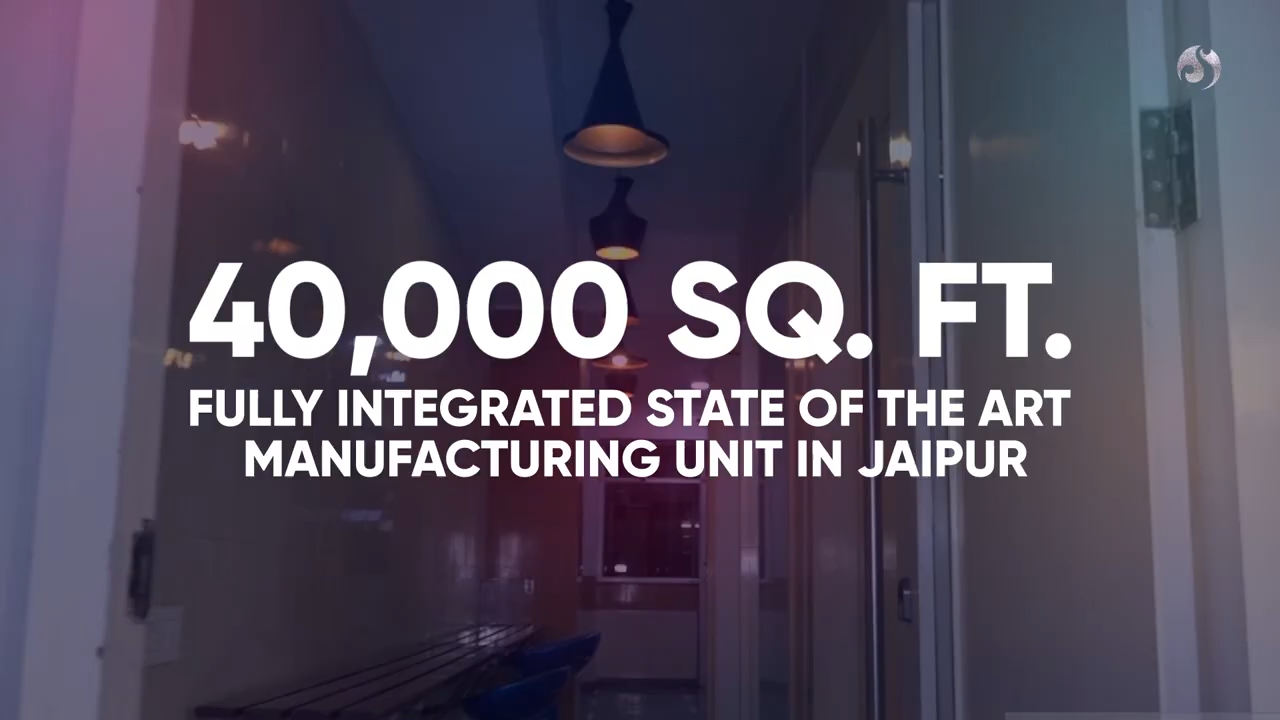 40,000 SQ. FT.
FULLY INTEGRATED STATE OF THE ART
MANUFACTURING UNIT IN JAIPUR